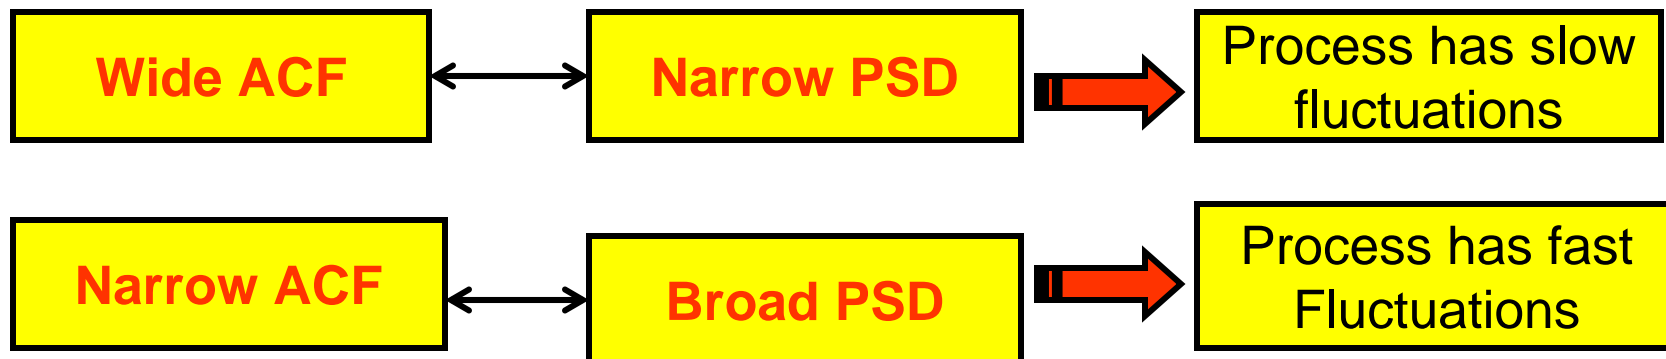 Wide ACF
Narrow PSD
Process has slow
fluctuations
Narrow ACF
Broad PSD
Process has fast
Fluctuations